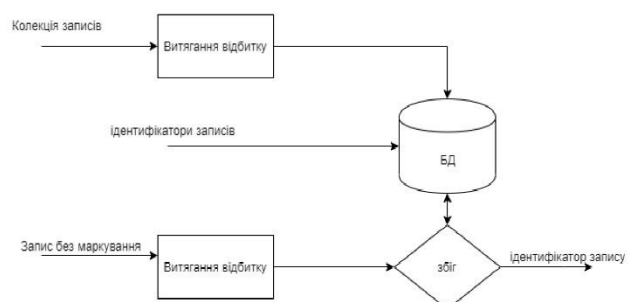 Колекція записів
Витягання відбитку
ідентифікатори записів
БД
Запис без маркування
Витягання відбитку
збіг
ідентифікатор запису